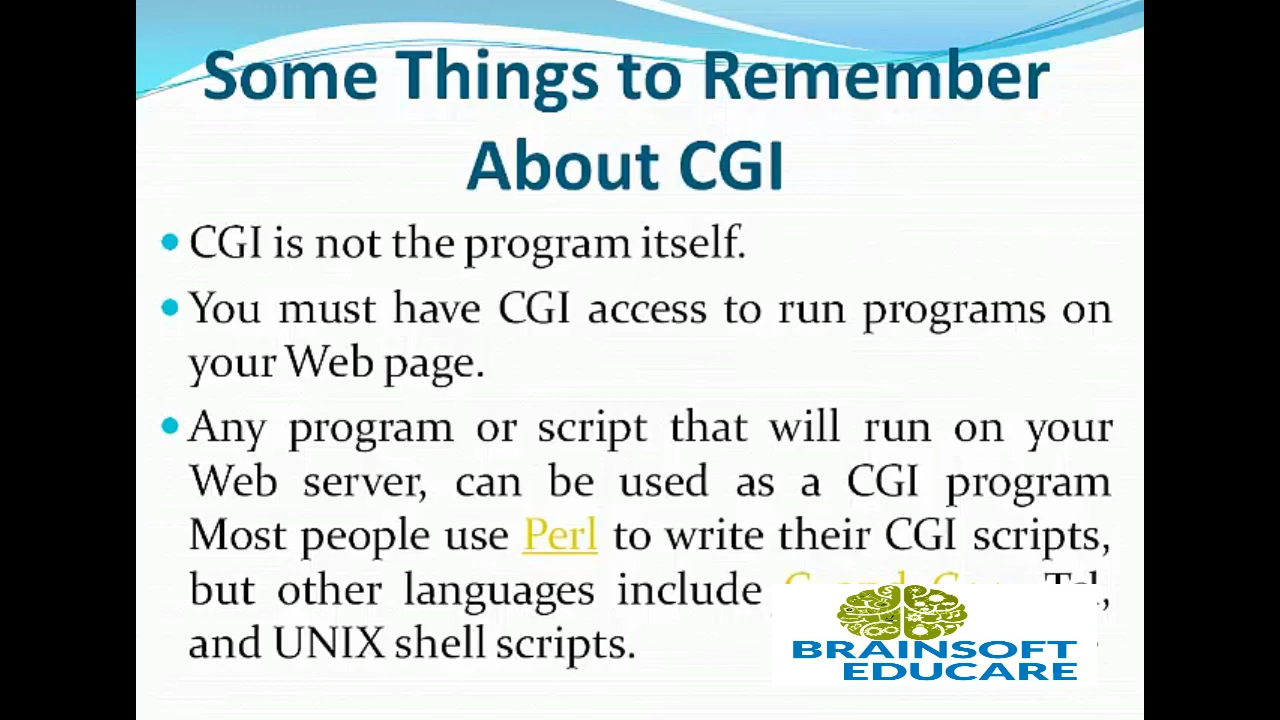 Some Things to Remember
About CGI
• CGI is not the program itself.
• You must have CGI access to run programs on
your Web page.
• Any program or script that will run on your
Web server, can be used as a CGI program
Most people use Perl to write their CGI scripts,
but other languages include
and UNIX shell scripts.
BRAINSOFT
EDUCARE